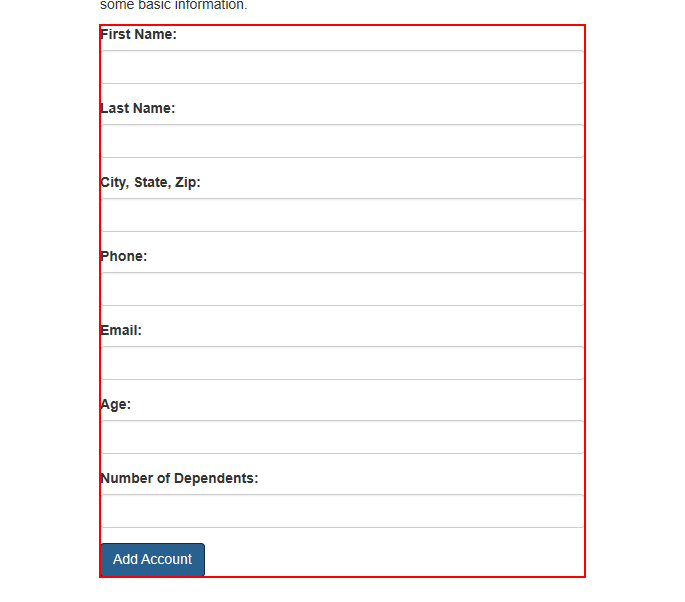 some basic information.
First Name:
Last Name:
City, State, Zip:
Phone:
Email:
Age:
Number of Dependents:
Add Account